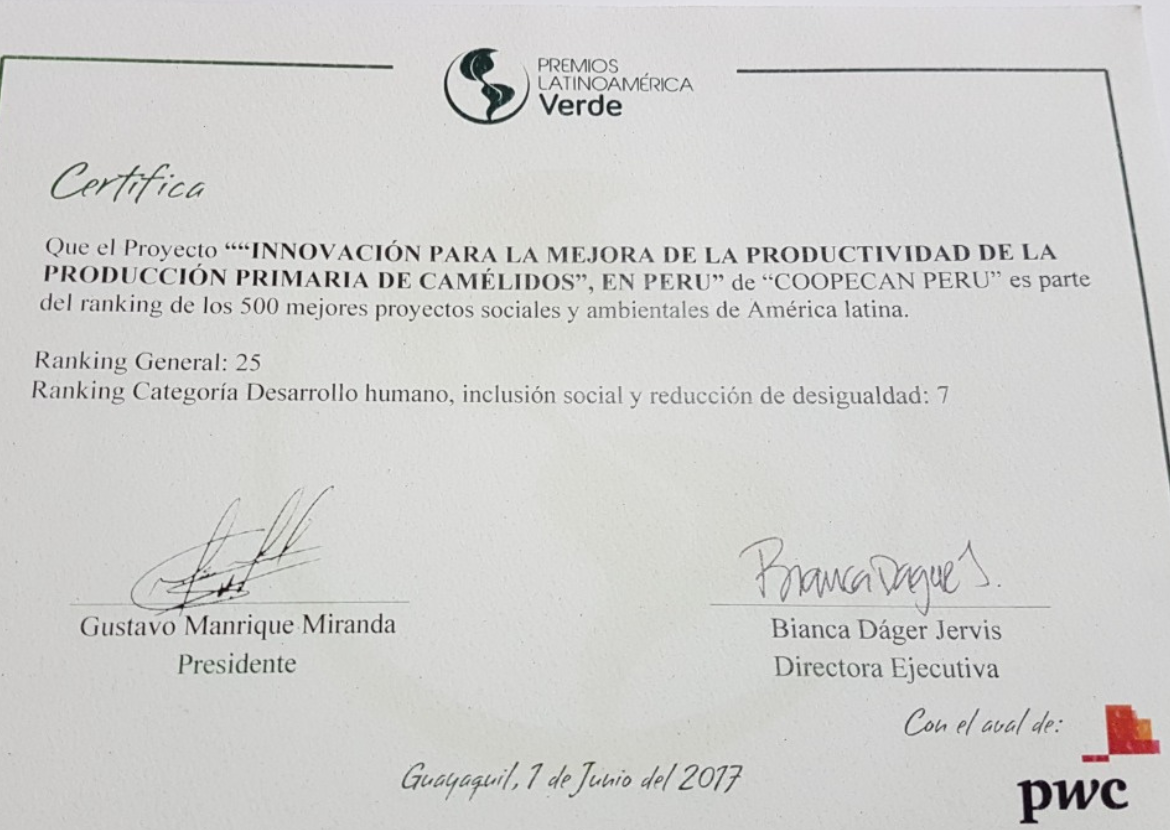 PREMIOS
LATINOAMÉRICA
Verde
Certifica
Que el Proyecto ““INNOVACIÓN PARA LA MEJORA DE LA PRODUCTIVIDAD DE LA
PRODUCCIÓN PRIMARIA DE CAMÉLIDOS”, EN PERU” de “COOPECAN PERU” es parte
del ranking de los 500 mejores proyectos sociales y ambientales de América latina.
Ranking General: 25
Ranking Categoría Desarrollo humano, inclusión social y reducción de desigualdad: 7
Bianca Dague J.
Gustavo Manrique Miranda
Presidente
Bianca Dáger Jervis
Directora Ejecutiva
Con el aval de:
pwc
Guayaquil, 1 de Junio del 2017